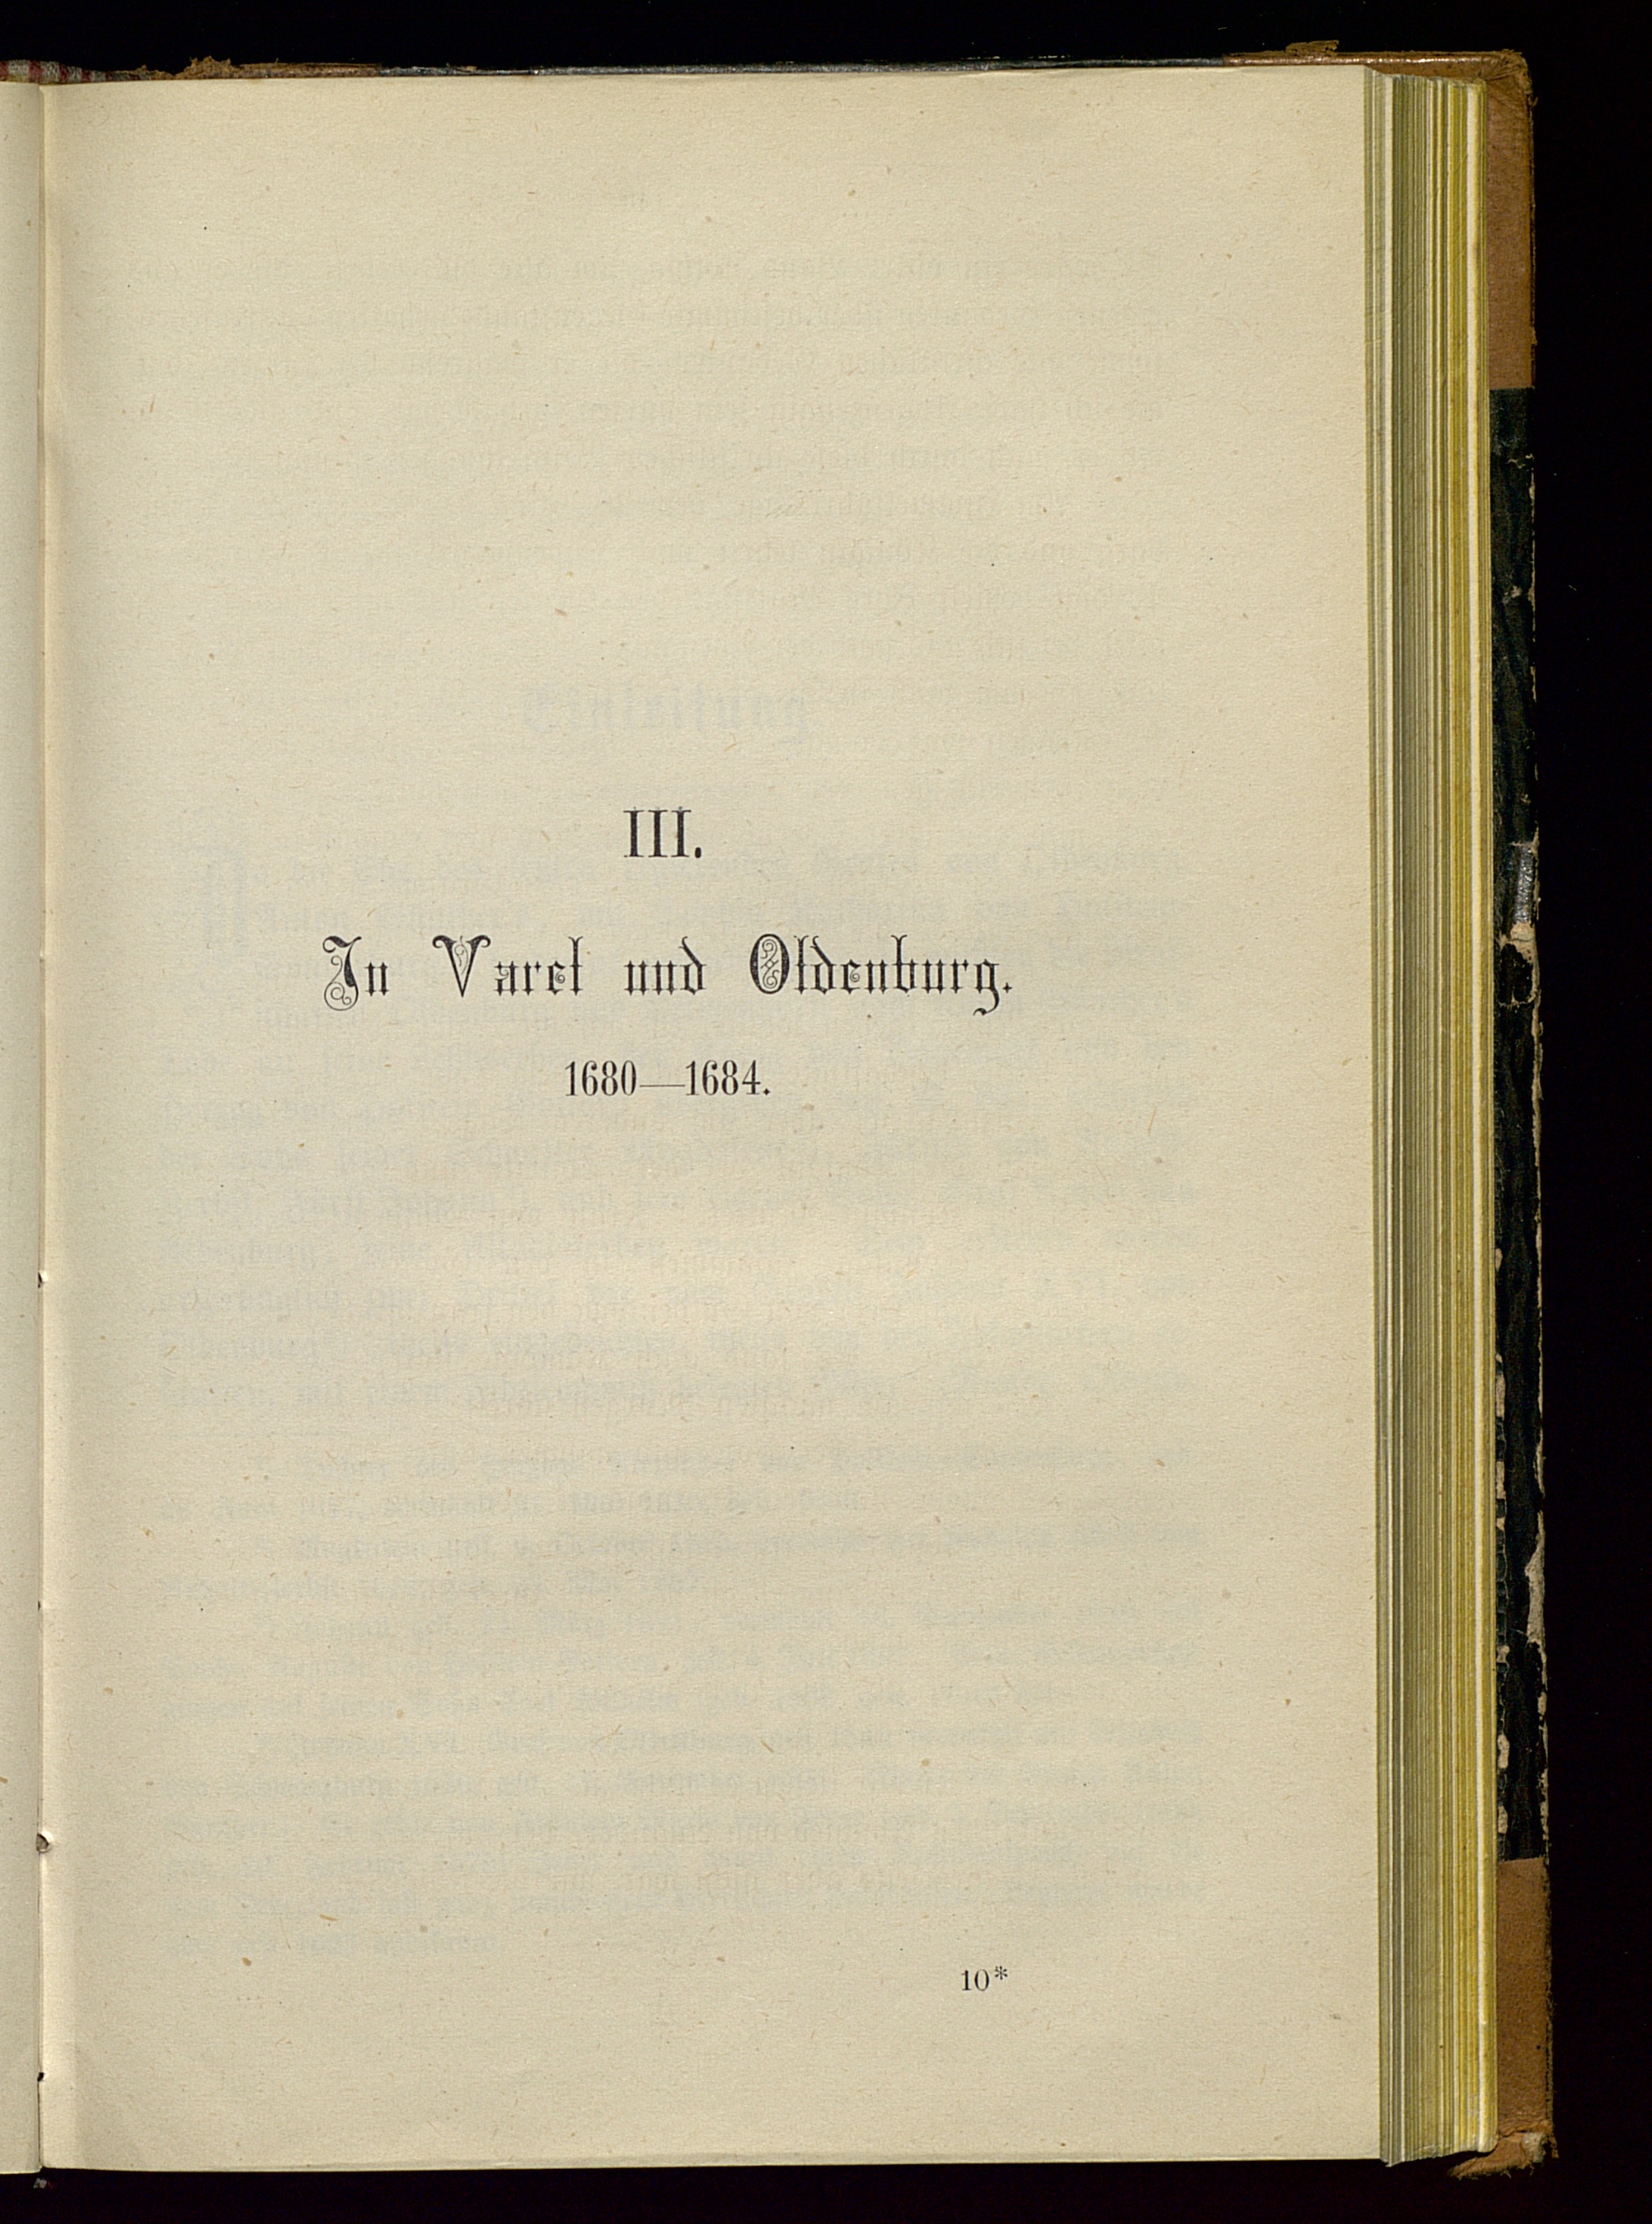 III.
In Varel und Oldenburg.
1680—1684.
10*